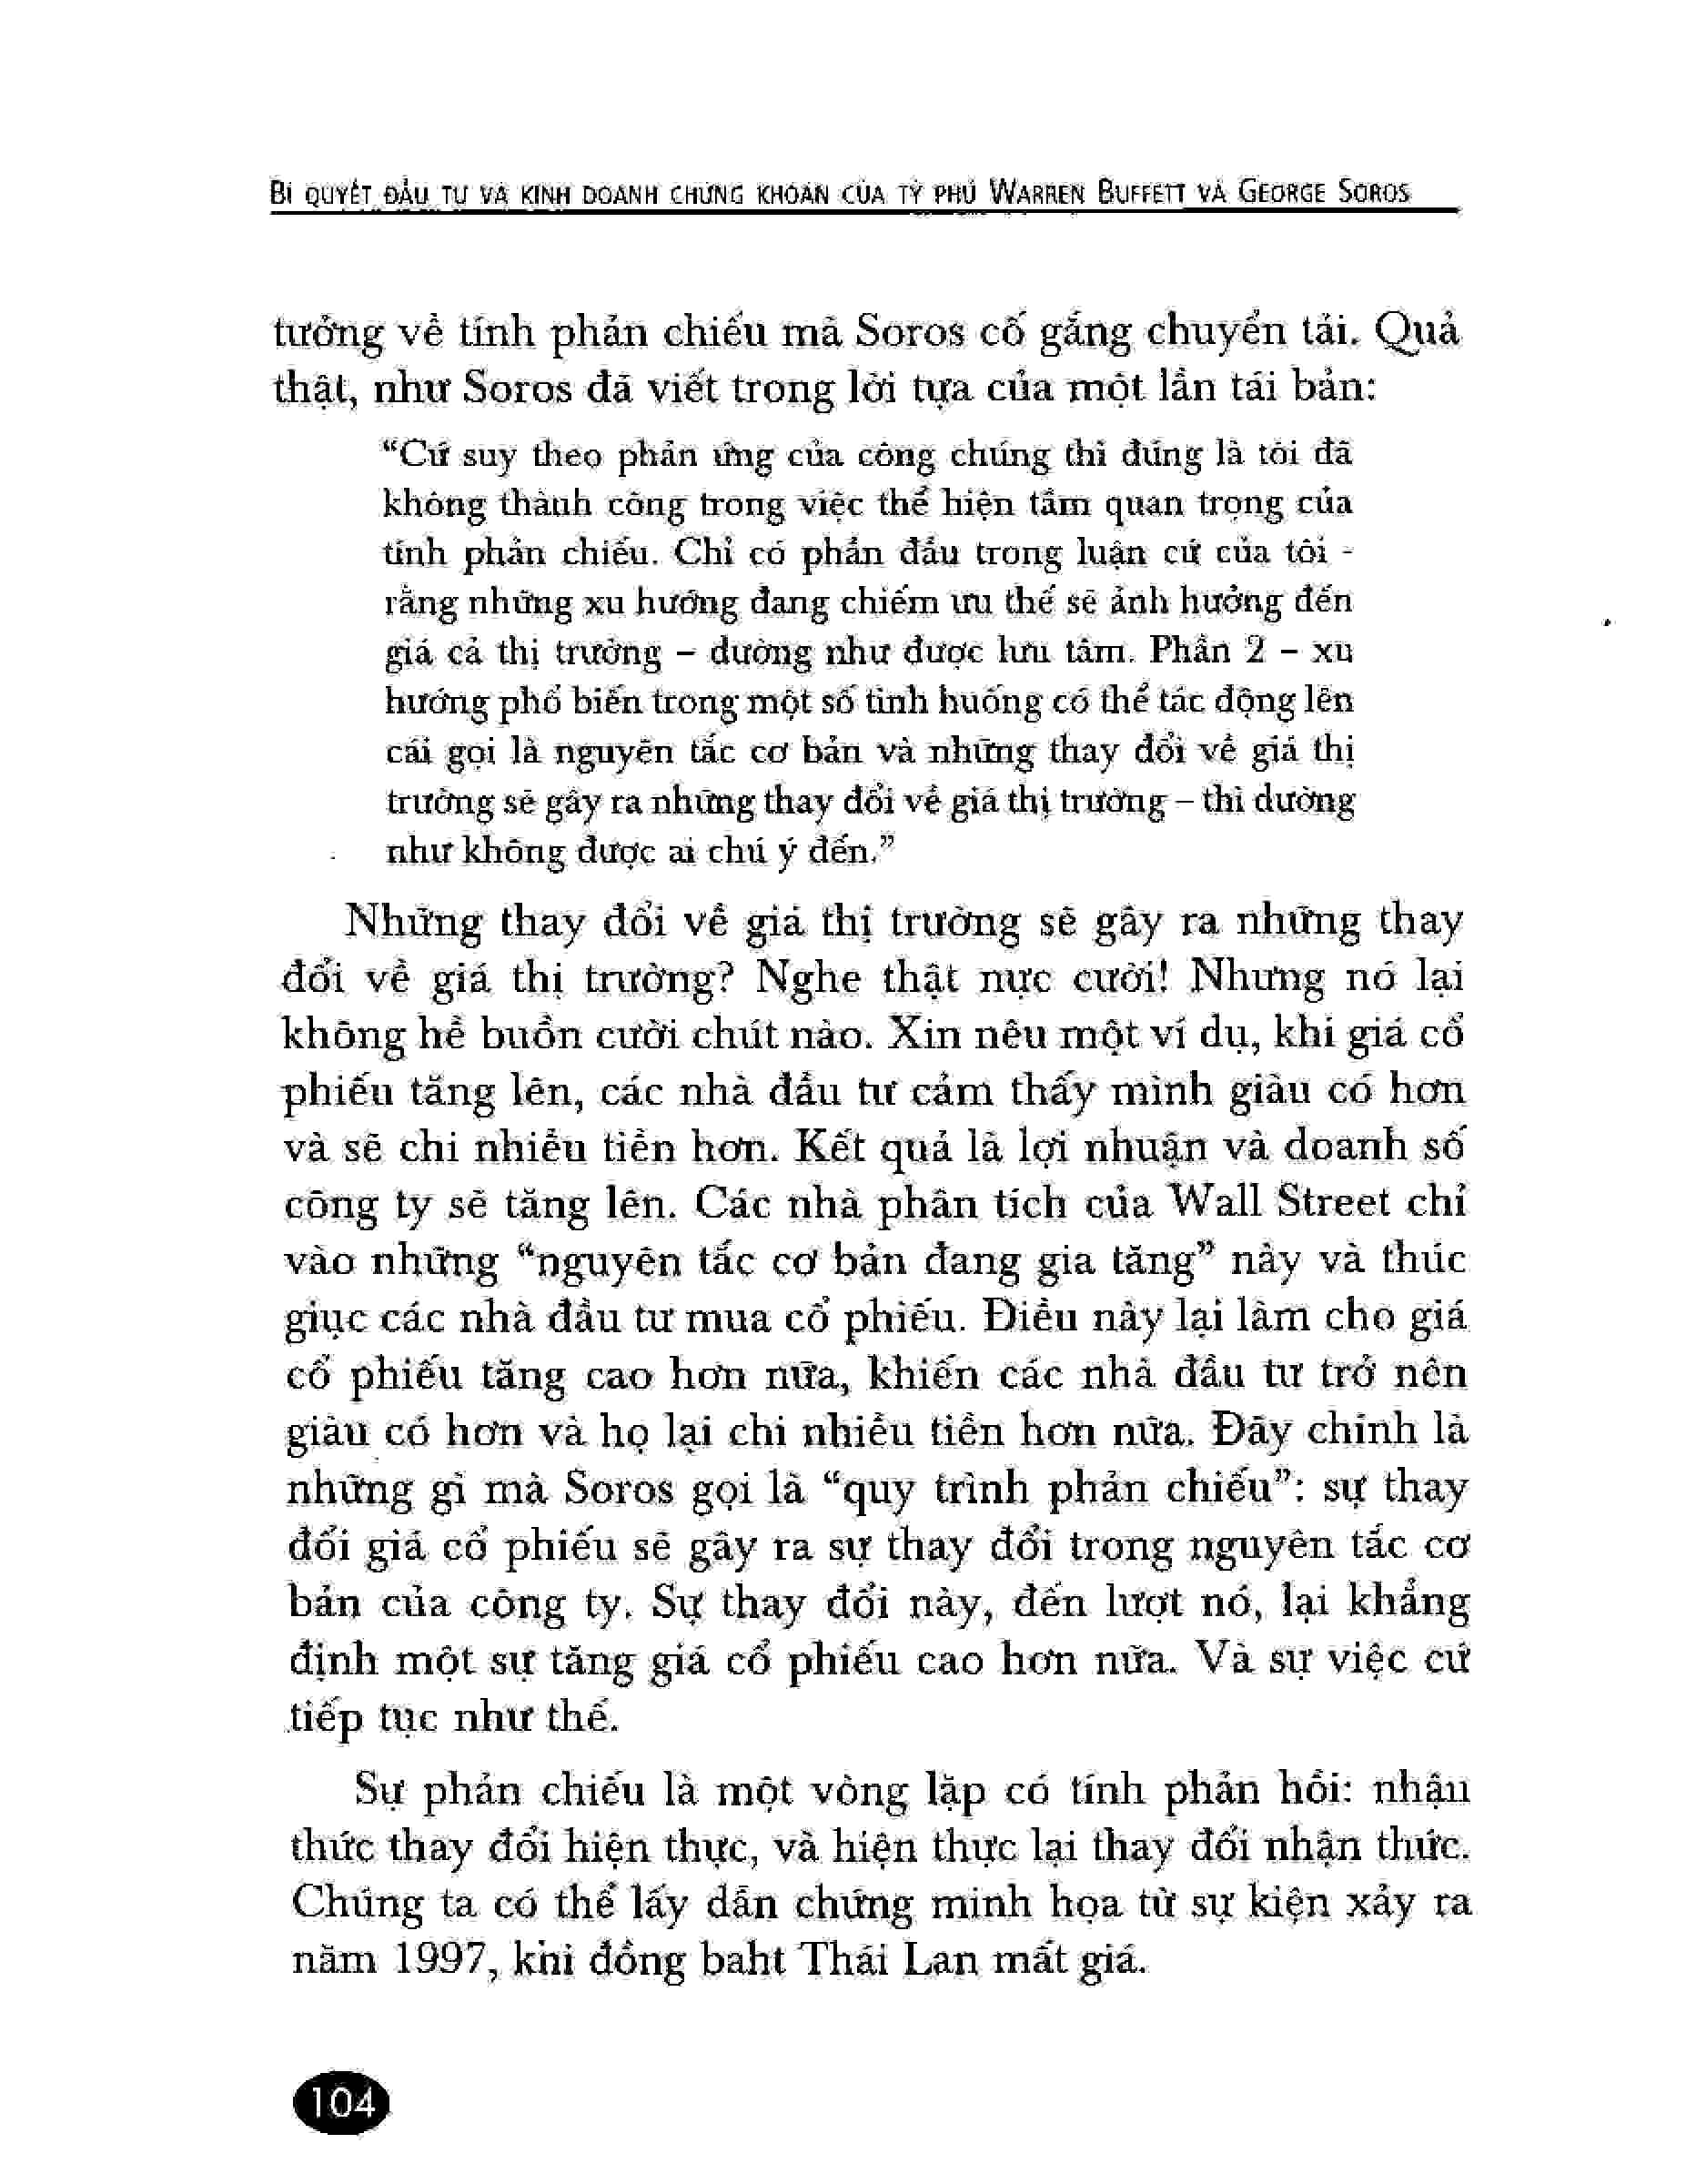 BÍ QUYẾT ĐẦU TƯ VÀ KINH DOANH CHỨNG KHOÁN CỦA TỶ PHÚ WARREN BUFFETT VÀ GEORGE SOROS
tưởng về tính phản chiếu mà Soros cố gắng chuyển tải. Quả
thật, như Soros đã viết trong lời tựa của một lần tái bản:
“Cứ suy theo phản ứng của công chúng thì đúng là tôi đã
không thành công trong việc thể hiện tầm quan trọng của
tính phản chiếu. Chỉ có phần đầu trong luận cứ của tôi -
rằng những xu hướng đang chiếm ưu thế sẽ ảnh hưởng đến
giá cả thị trường – dường như được lưu tâm. Phần 2 – xu
hướng phổ biến trong một số tình huống có thể tác động lên
cái gọi là nguyên tắc cơ bản và những thay đổi về giá thị
trường sẽ gây ra những thay đổi về giá thị trường – thì dường
như không được ai chú ý đến.”
Những thay đổi về giá thị trường sẽ gây ra những thay
đổi về giá thị trường? Nghe thật nực cười! Nhưng nó lại
không hề buồn cười chút nào. Xin nêu một ví dụ, khi giá cổ
phiếu tăng lên, các nhà đầu tư cảm thấy mình giàu có hơn
và sẽ chi nhiều tiền hơn. Kết quả là lợi nhuận và doanh số
công ty sẽ tăng lên. Các nhà phân tích của Wall Street chỉ
vào những “nguyên tắc cơ bản đang gia tăng” này và thúc
giục các nhà đầu tư mua cổ phiếu. Điều này lại làm cho giá
cổ phiếu tăng cao hơn nữa, khiến các nhà đầu tư trở nên
giàu có hơn và họ lại chi nhiều tiền hơn nữa. Đây chính là
những gì mà Soros gọi là “quy trình phản chiếu”: sự thay
đổi giá cổ phiếu sẽ gây ra sự thay đổi trong nguyên tắc cơ
bản của công ty. Sự thay đổi này, đến lượt nó, lại khẳng
định một sự tăng giá cổ phiếu cao hơn nữa. Và sự việc cứ
tiếp tục như thế.
Sự phản chiếu là một vòng lặp có tính phản hồi: nhận
thức thay đổi hiện thực, và hiện thực lại thay đổi nhận thức.
Chúng ta có thể lấy dẫn chứng minh họa từ sự kiện xảy ra
năm 1997, khi đồng baht Thái Lan mất giá.
104